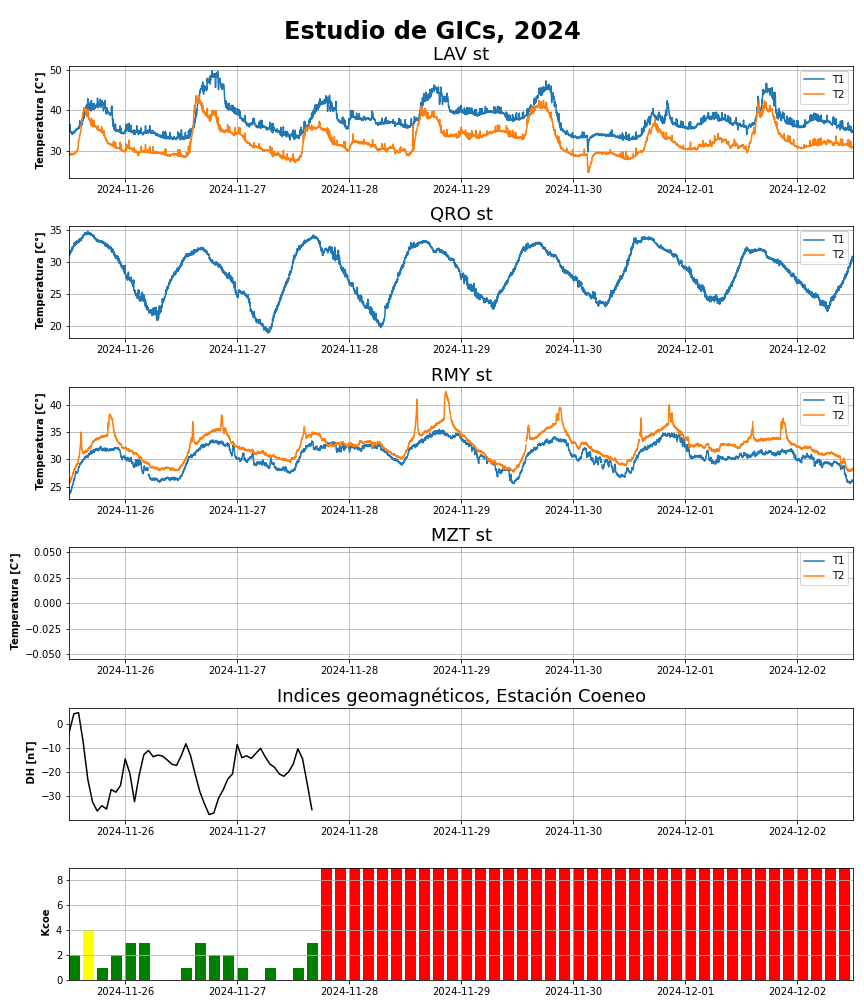 Estudio de GICs, 2024
LAV st
Temperatura [C°]
50
40
30
T1
T2
2024-11-26 2024-11-27 2024-11-28 2024-11-29 2024-11-30 2024-12-01 2024-12-02
QRO st
Temperatura [C°]
35
30
25
20
T1
T2
2024-11-26 2024-11-27 2024-11-28 2024-11-29 2024-11-30 2024-12-01 2024-12-02
RMY st
Temperatura [C°]
40
35
30
25
T1
T2
2024-11-26 2024-11-27 2024-11-28 2024-11-29 2024-11-30 2024-12-01 2024-12-02
MZT st
Temperatura [C°]
0.050
0.025
0.000
−0.025
−0.050
T1
T2
2024-11-26 2024-11-27 2024-11-28 2024-11-29 2024-11-30 2024-12-01 2024-12-02
Indices geomagnéticos, Estación Coeneo
DH [nT]
0
−10
−20
−30
2024-11-26 2024-11-27 2024-11-28 2024-11-29 2024-11-30 2024-12-01 2024-12-02
Kcoe
8
6
4
2
0
2024-11-26 2024-11-27 2024-11-28 2024-11-29 2024-11-30 2024-12-01 2024-12-02